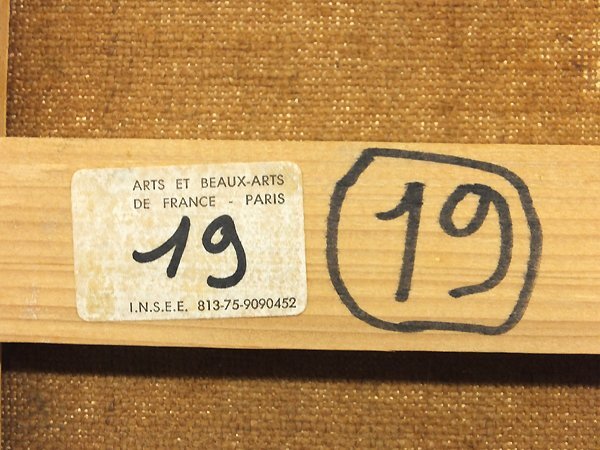 ARTS ET BEAUX-ARTS
DE FRANCE - PARIS
19
I.N.S.E.E. 813-75-9090452
19